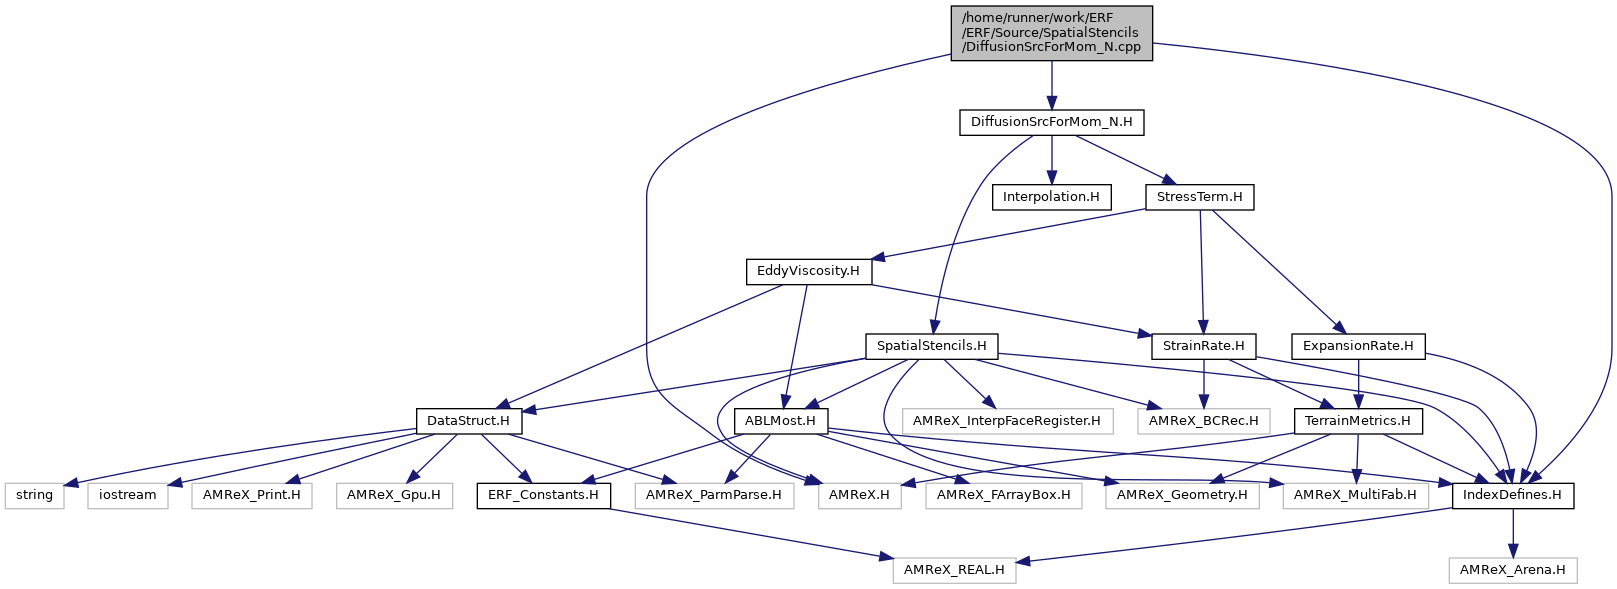 /home/runner/work/ERF
/ERF/Source/SpatialStencils
/DiffusionSrcForMom_N.cpp
DiffusionSrcForMom_N.H
Interpolation.H
StressTerm.H
EddyViscosity.H
SpatialStencils.H
StrainRate.H
ExpansionRate.H
DataStruct.H
ABLMost.H
AMReX_InterpFaceRegister.H
AMReX_BCRec.H
TerrainMetrics.H
string
iostream
AMReX_Print.H
AMReX_Gpu.H
ERF_Constants.H
AMReX_ParmParse.H
AMReX.H
AMReX_FArrayBox.H
AMReX_Geometry.H
AMReX_MultiFab.H
IndexDefines.H
AMReX_REAL.H
AMReX_Arena.H